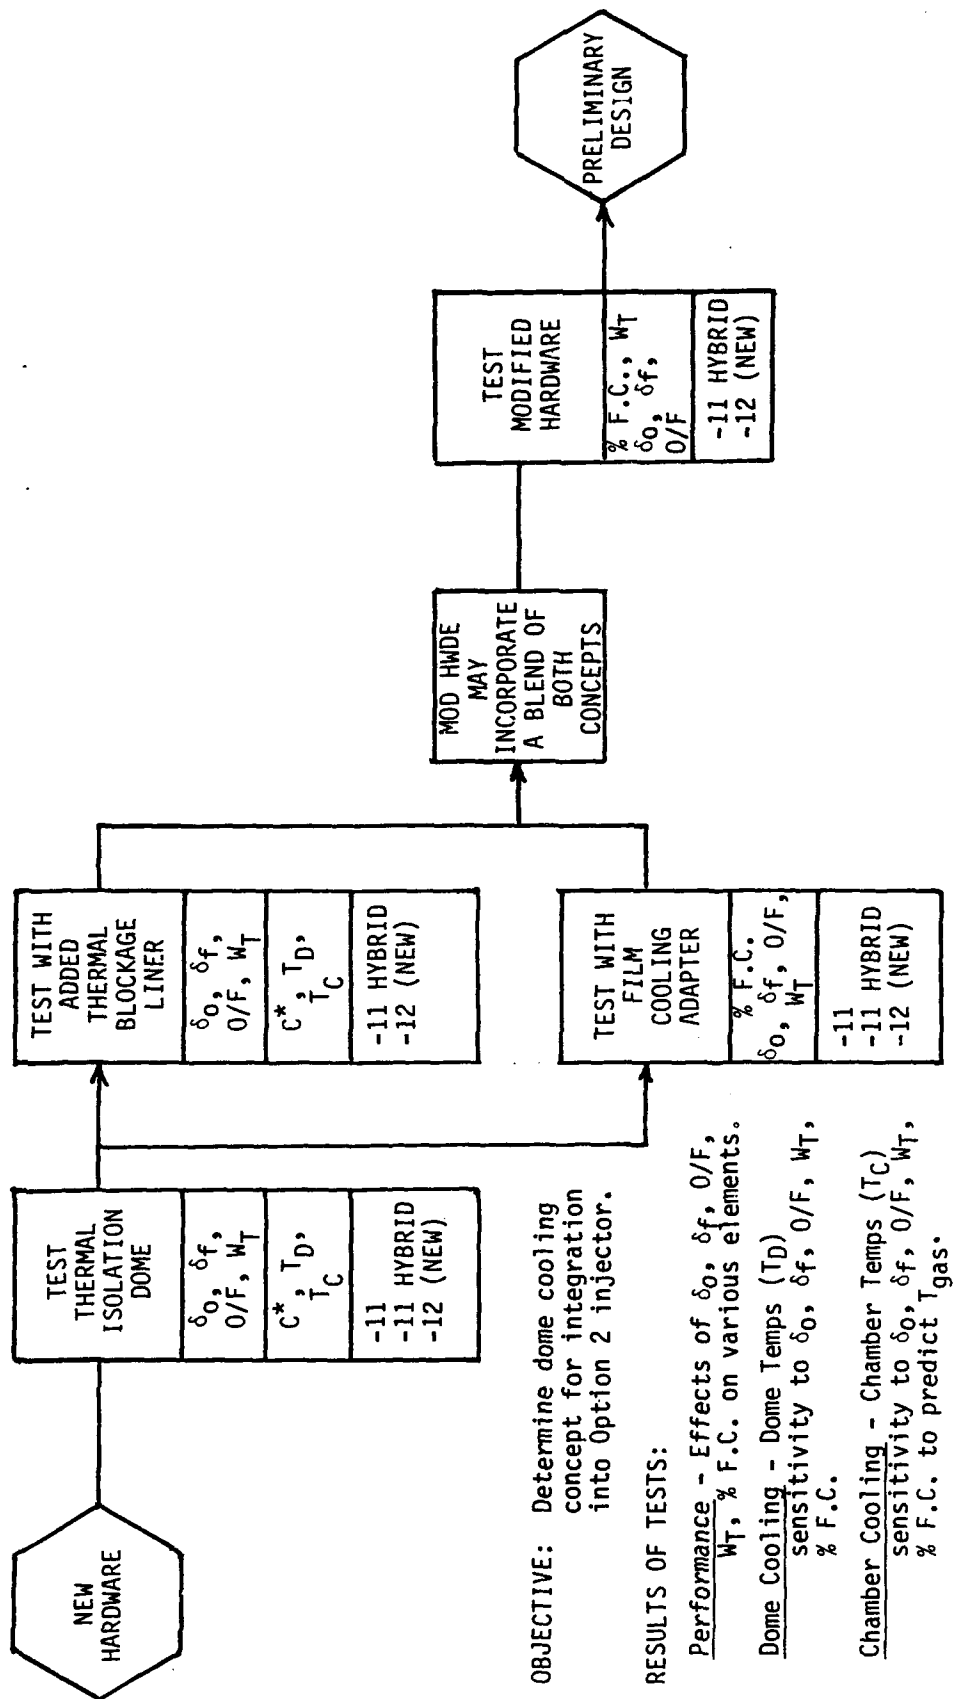 NEW
HARDWARE
TEST
THERMAL
ISOLATION
DOME
δo, δf,
O/F, WT
C*, TD,
TC
-11
-11 HYBRID
-12 (NEW)
TEST WITH
ADDED
THERMAL
BLOCKAGE
LINER
δo, δf,
O/F, WT
C*, TD,
TC
-11 HYBRID
-12 (NEW)
TEST WITH
FILM
COOLING
ADAPTER
% F.C.
δo, δf, O/F,
WT
-11
-11 HYBRID
-12 (NEW)
MOD HWDE
MAY
INCORPORATE
A BLEND OF
BOTH
CONCEPTS
TEST
MODIFIED
HARDWARE
% F.C., WT
δo, δf,
O/F
-11 HYBRID
-12 (NEW)
PRELIMINARY
DESIGN
OBJECTIVE: Determine dome cooling
concept for integration
into Option 2 injector.
RESULTS OF TESTS:
Performance - Effects of δo, δf, O/F,
WT, % F.C. on various elements.
Dome Cooling - Dome Temps (TD)
sensitivity to δo, δf, O/F, WT,
% F.C.
Chamber Cooling - Chamber Temps (TC)
sensitivity to δo, δf, O/F, WT,
% F.C. to predict Tgas.